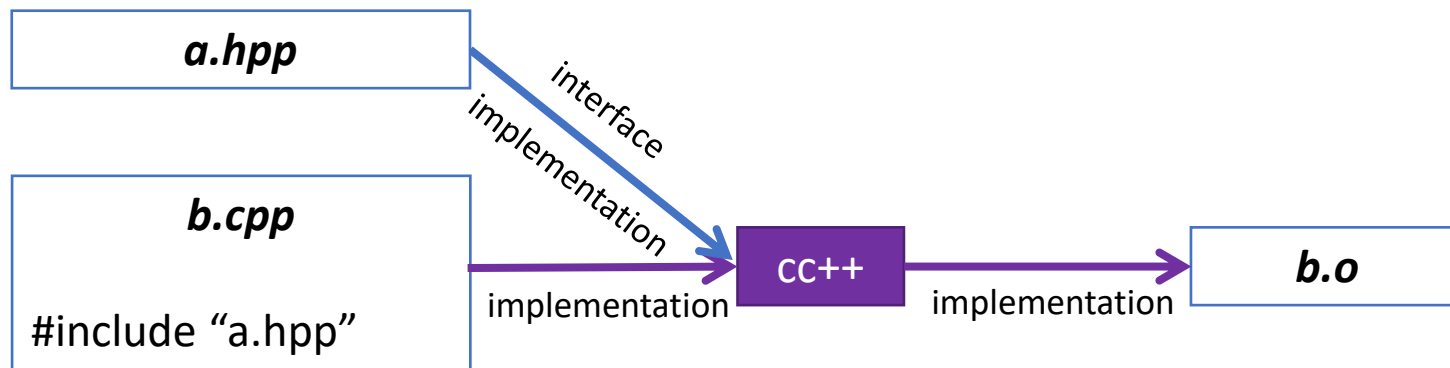 a.hpp
interface
implementation
b.cpp
#include “a.hpp”
implementation
cc++
implementation
b.o